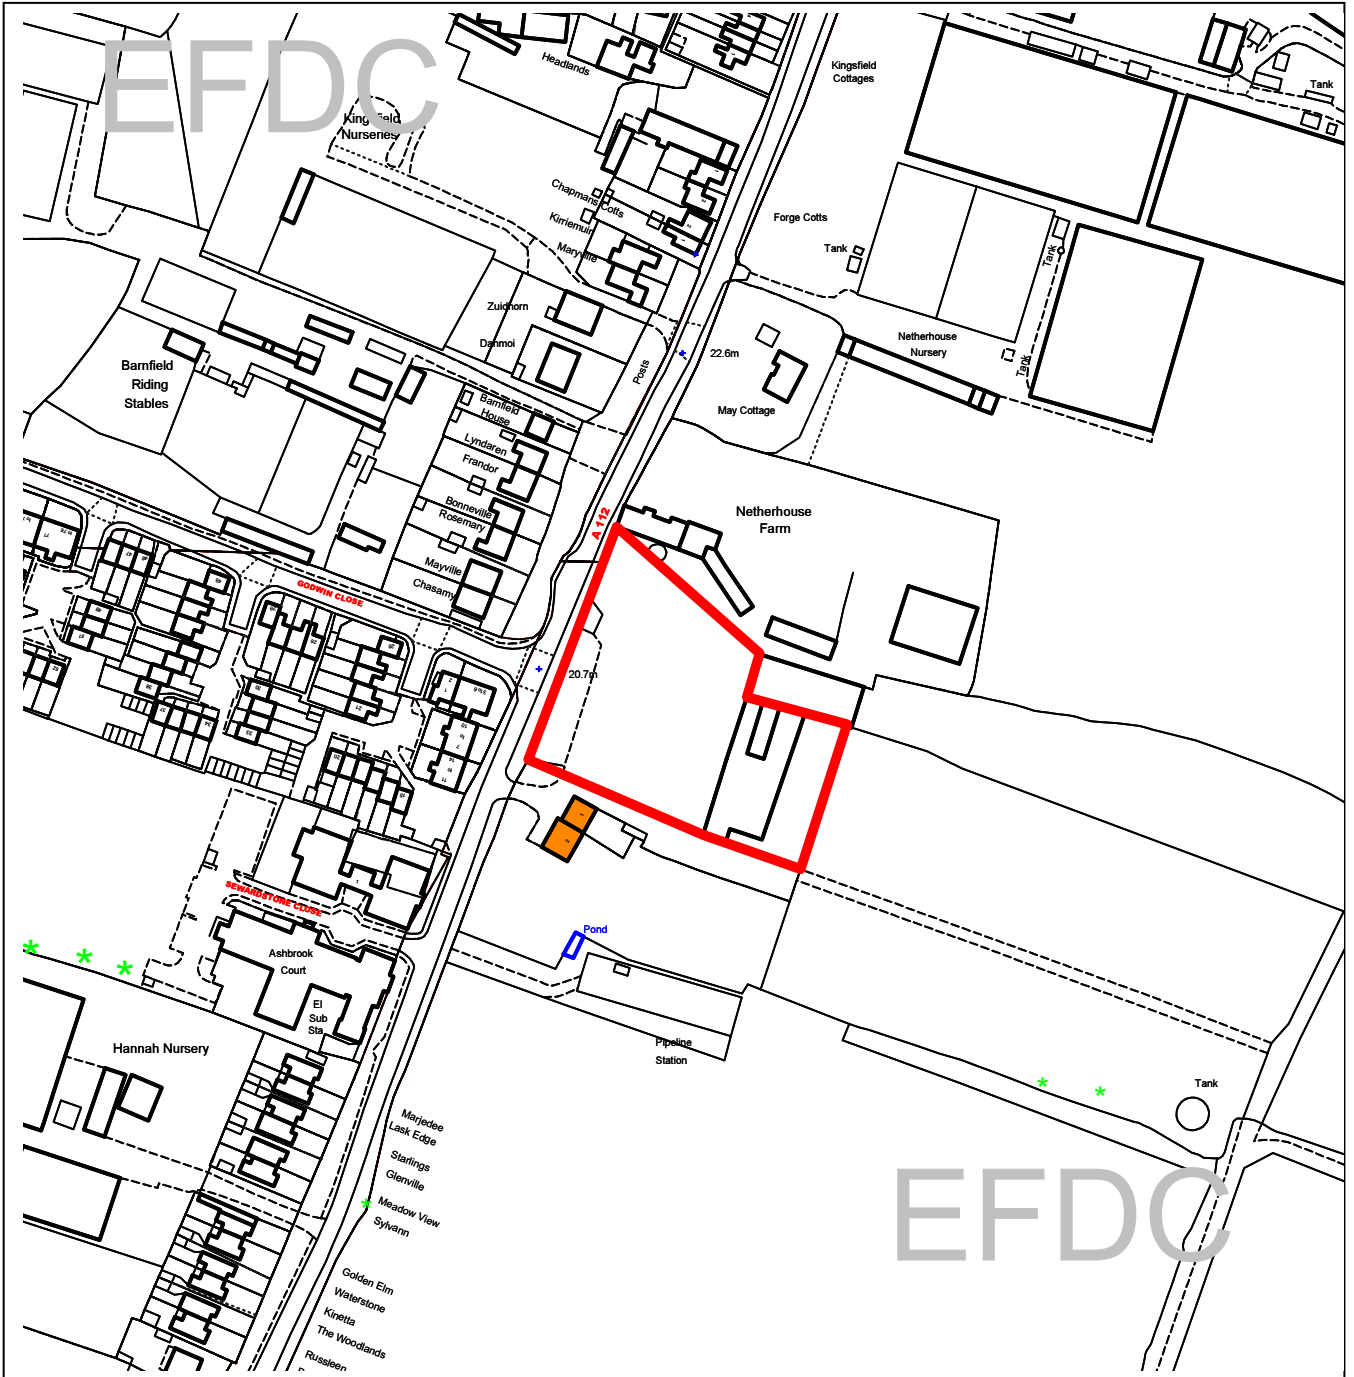 EFDC
Headlands
Kingsfield
Cottages
Tank
Kingsfield
Nurseries
Chapmans Cotts
Kirriemuir
Maryville
Forge Cotts
Tank
Tank
Zuidhorn
Danmoi
Posts
22.6m
Netherhouse
Nursery
Tank
Barnfield
Riding
Stables
May Cottage
Barnfield
House
Lyndaren
Frandor
Bonneville
Rosemary
Mayville
Chasamy
A 112
Netherhouse
Farm
GODWIN CLOSE
20.7m
SEWARDSTONE CLOSE
Pond
Ashbrook
Court
El
Sub
Sta
Pipeline
Station
Hannah Nursery
Tank
Marjedee
Lask Edge
Starlings
Glenville
Meadow View
Sylvann
EFDC
Golden Elm
Waterstone
Kinetta
The Woodlands
Russleen